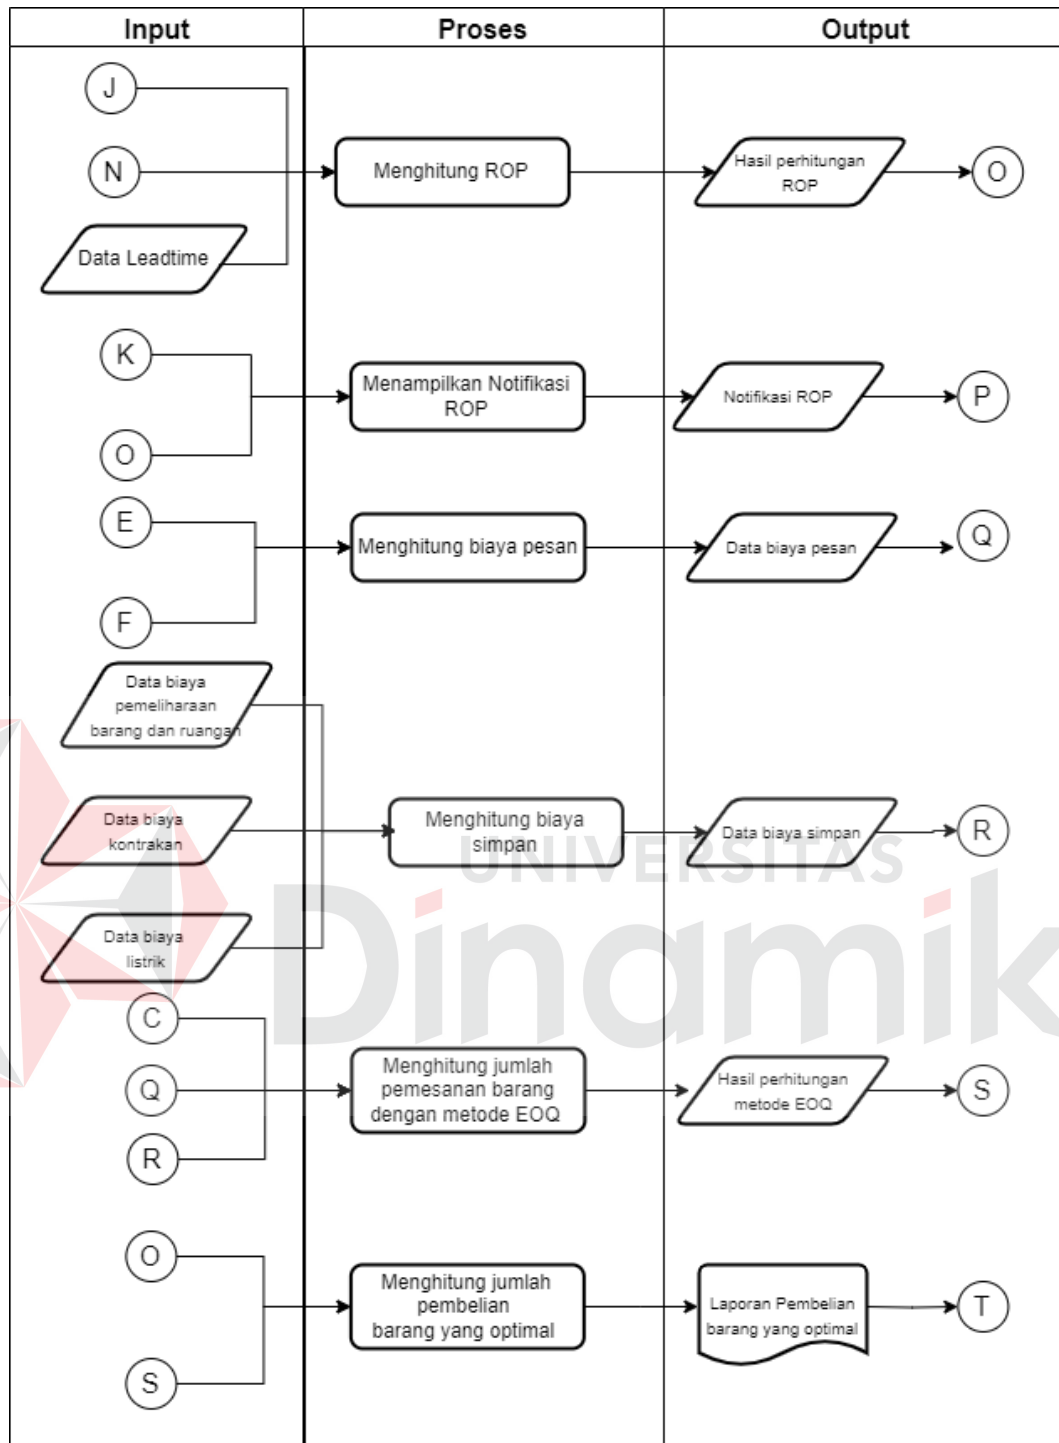 Input
Proses
Output
J
N
Data Leadtime
Menghitung ROP
Hasil perhitungan
ROP
O
K
O
Menampilkan Notifikasi
ROP
Notifikasi ROP
P
E
F
Menghitung biaya pesan
Data biaya pesan
Q
Data biaya
pemeliharaan
barang dan ruangan
Data biaya
kontrakan
Data biaya
listrik
Menghitung biaya
simpan
Data biaya simpan
R
UNIVERSITAS
Dinamik
C
Q
R
Menghitung jumlah
pemesanan barang
dengan metode EOQ
Hasil perhitungan
metode EOQ
S
O
S
Menghitung jumlah
pembelian
barang yang optimal
Laporan Pembelian
barang yang optimal
T